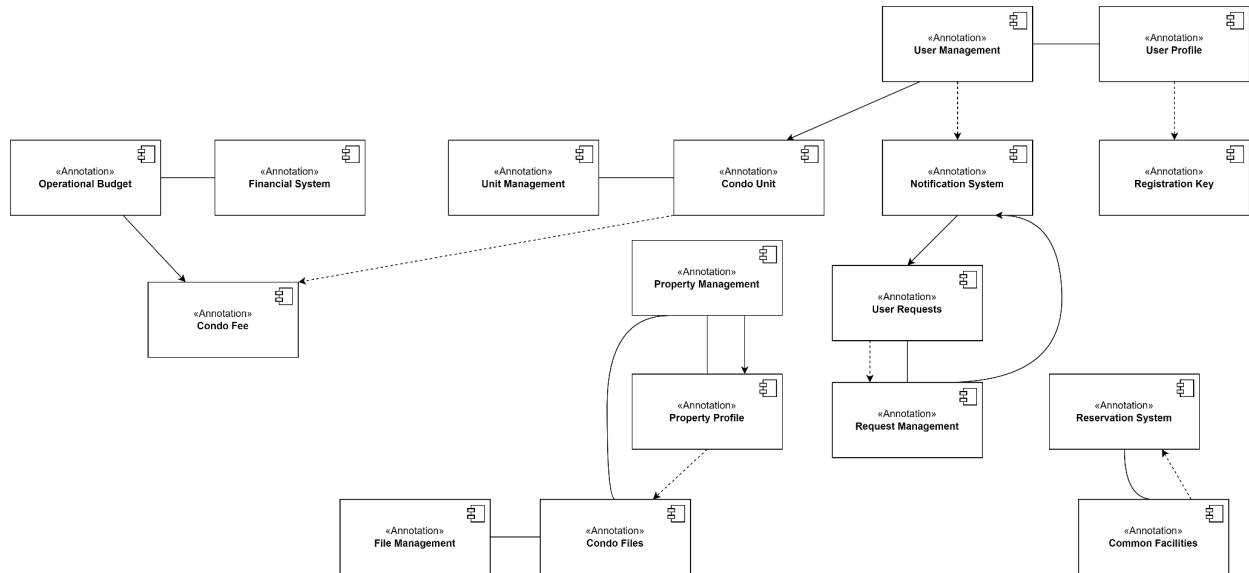 «Annotation»
User Management
«Annotation»
User Profile
«Annotation»
Operational Budget
«Annotation»
Financial System
«Annotation»
Unit Management
«Annotation»
Condo Unit
«Annotation»
Notification System
«Annotation»
Registration Key
«Annotation»
Property Management
«Annotation»
User Requests
«Annotation»
Condo Fee
«Annotation»
Property Profile
«Annotation»
Request Management
«Annotation»
Reservation System
«Annotation»
File Management
«Annotation»
Condo Files
«Annotation»
Common Facilities